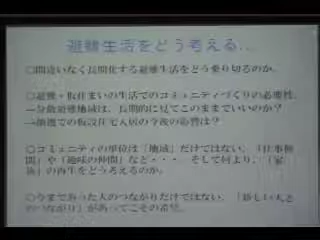 避難生活をどう考える…
○間違いなく長期化する避難生活をどう乗り切るのか。
○避難・仮住まいの生活でのコミュニティづくりの必要性。
→分散避難地域は、長期的に見てこのままでいいのか?
での仮設住宅入居の今後の影響は?
○コミュニティの単位は「地域」だけではない。「仕事仲
間」や「趣味の仲間」など・・・ そして何より、「家
族」の再生をどう考えるのか。
○今まであった人のつながりだけではない、「新しい人と
のつながり」があってこその希望。